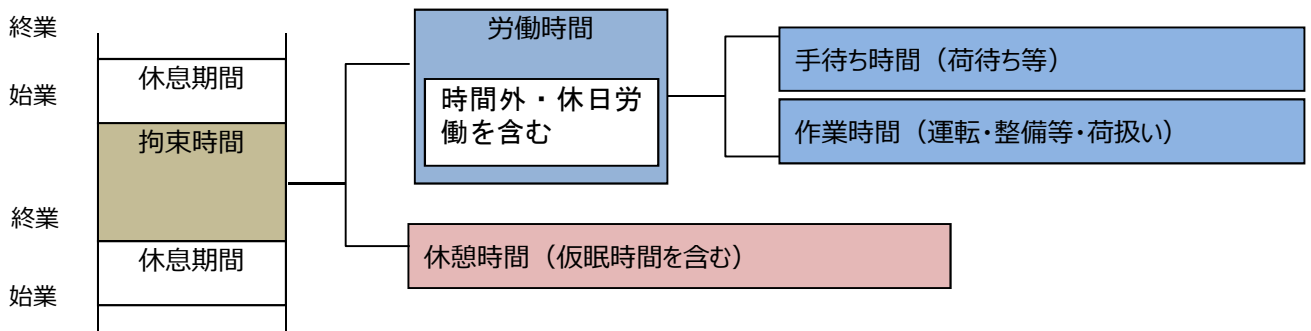 終業
休息期間
始業
拘束時間
終業
休息期間
始業
労働時間
時間外・休日労
働を含む
手待ち時間（荷待ち等）
作業時間（運転・整備等・荷扱い）
休憩時間（仮眠時間を含む）